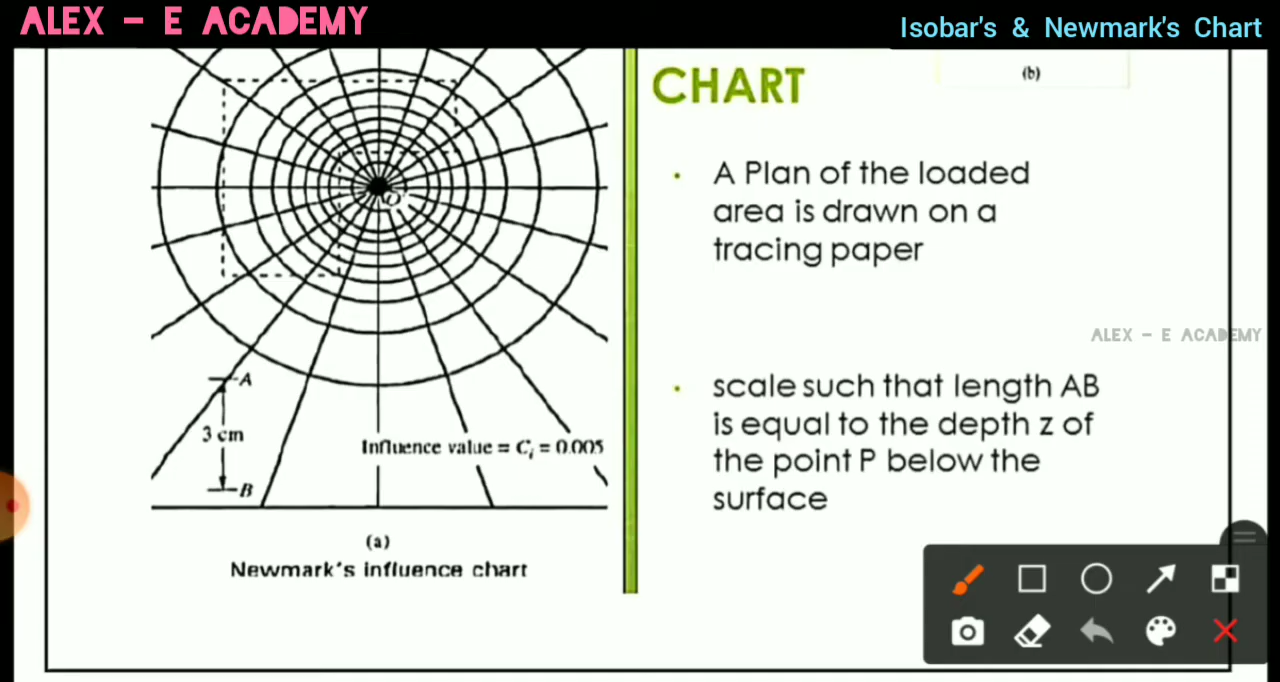 ALEX - E ACADEMY
Isobar's & Newmark's Chart
O
A
3 cm
B
Influence value = Ci = 0.005
(a)
Newmark's influence chart
(b)
CHART
• A Plan of the loaded
area is drawn on a
tracing paper
ALEX - E ACADEMY
• scale such that length AB
is equal to the depth z of
the point P below the
surface